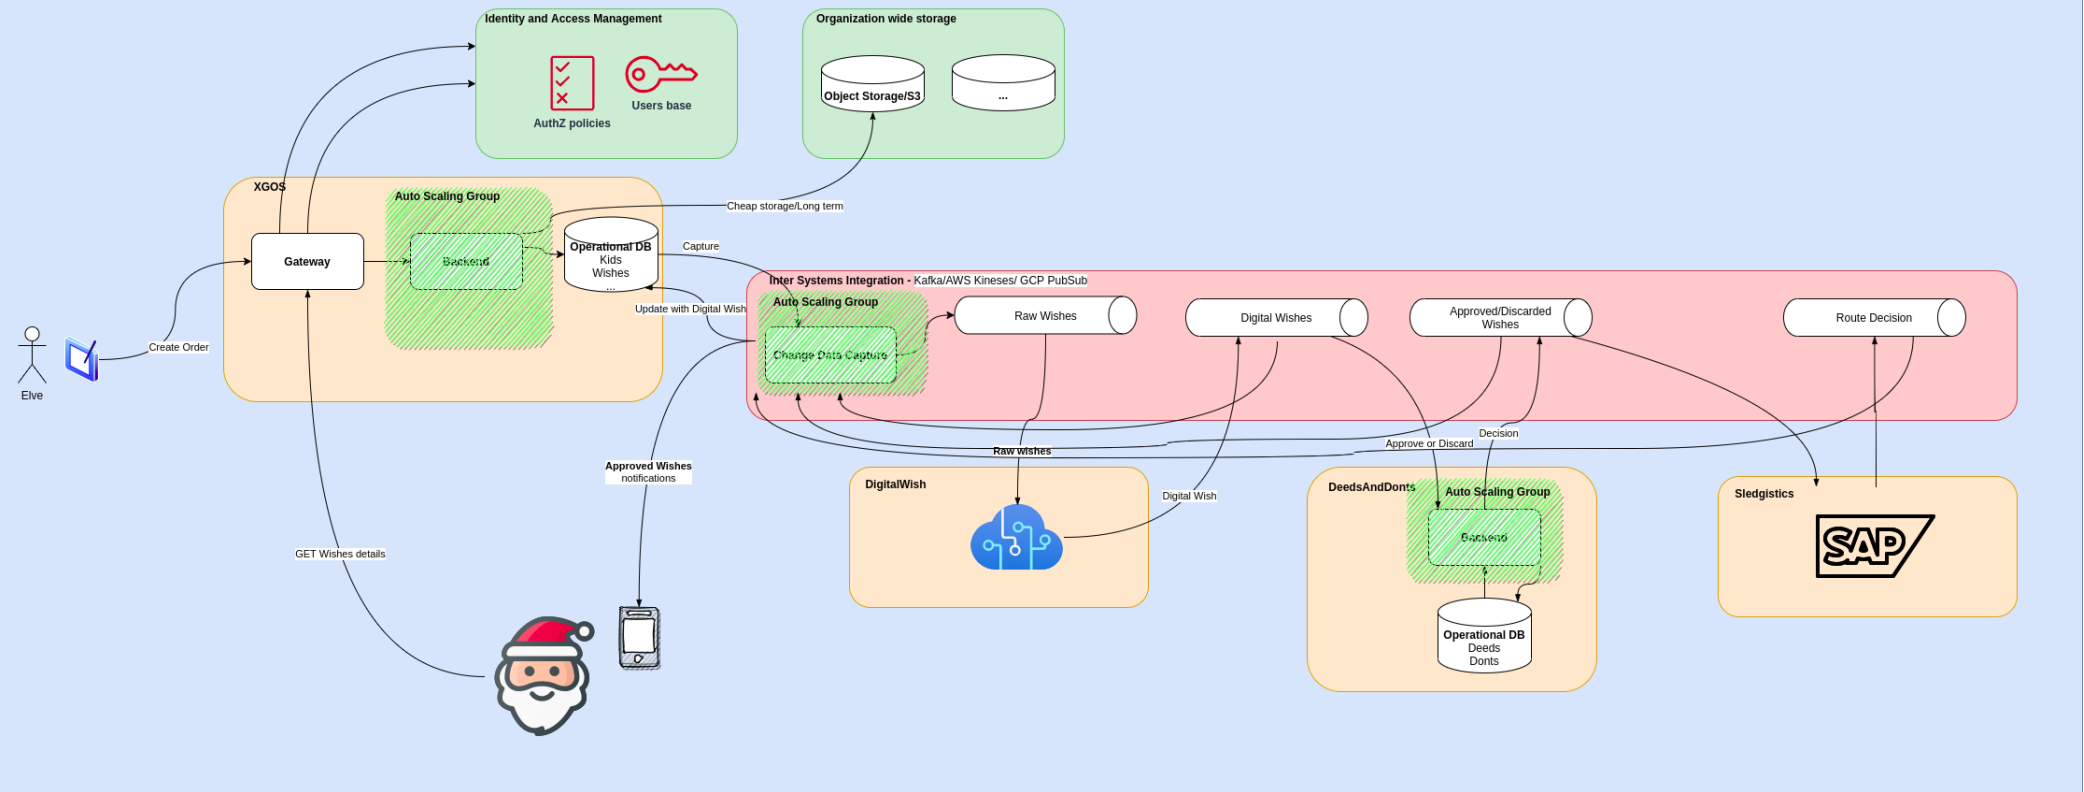 Identity and Access Management
AuthZ policies
Users base
Organization wide storage
Object Storage/S3
...
XGOS
Auto Scaling Group
Gateway
Backend
Operational DB
Kids
Wishes
...
Cheap storage/Long term
Capture
Update with Digital Wish
Create Order
Elve
Inter Systems Integration - Kafka/AWS Kineses/ GCP PubSub
Auto Scaling Group
Change Data Capture
Raw Wishes
Digital Wishes
Approved/Discarded
Wishes
Route Decision
Approved Wishes
notifications
GET Wishes details
Raw wishes
Digital Wish
Approve or Discard
Decision
DigitalWish
DeedsAndDonts
Auto Scaling Group
Backend
Operational DB
Deeds
Donts
Sledgistics
SAP